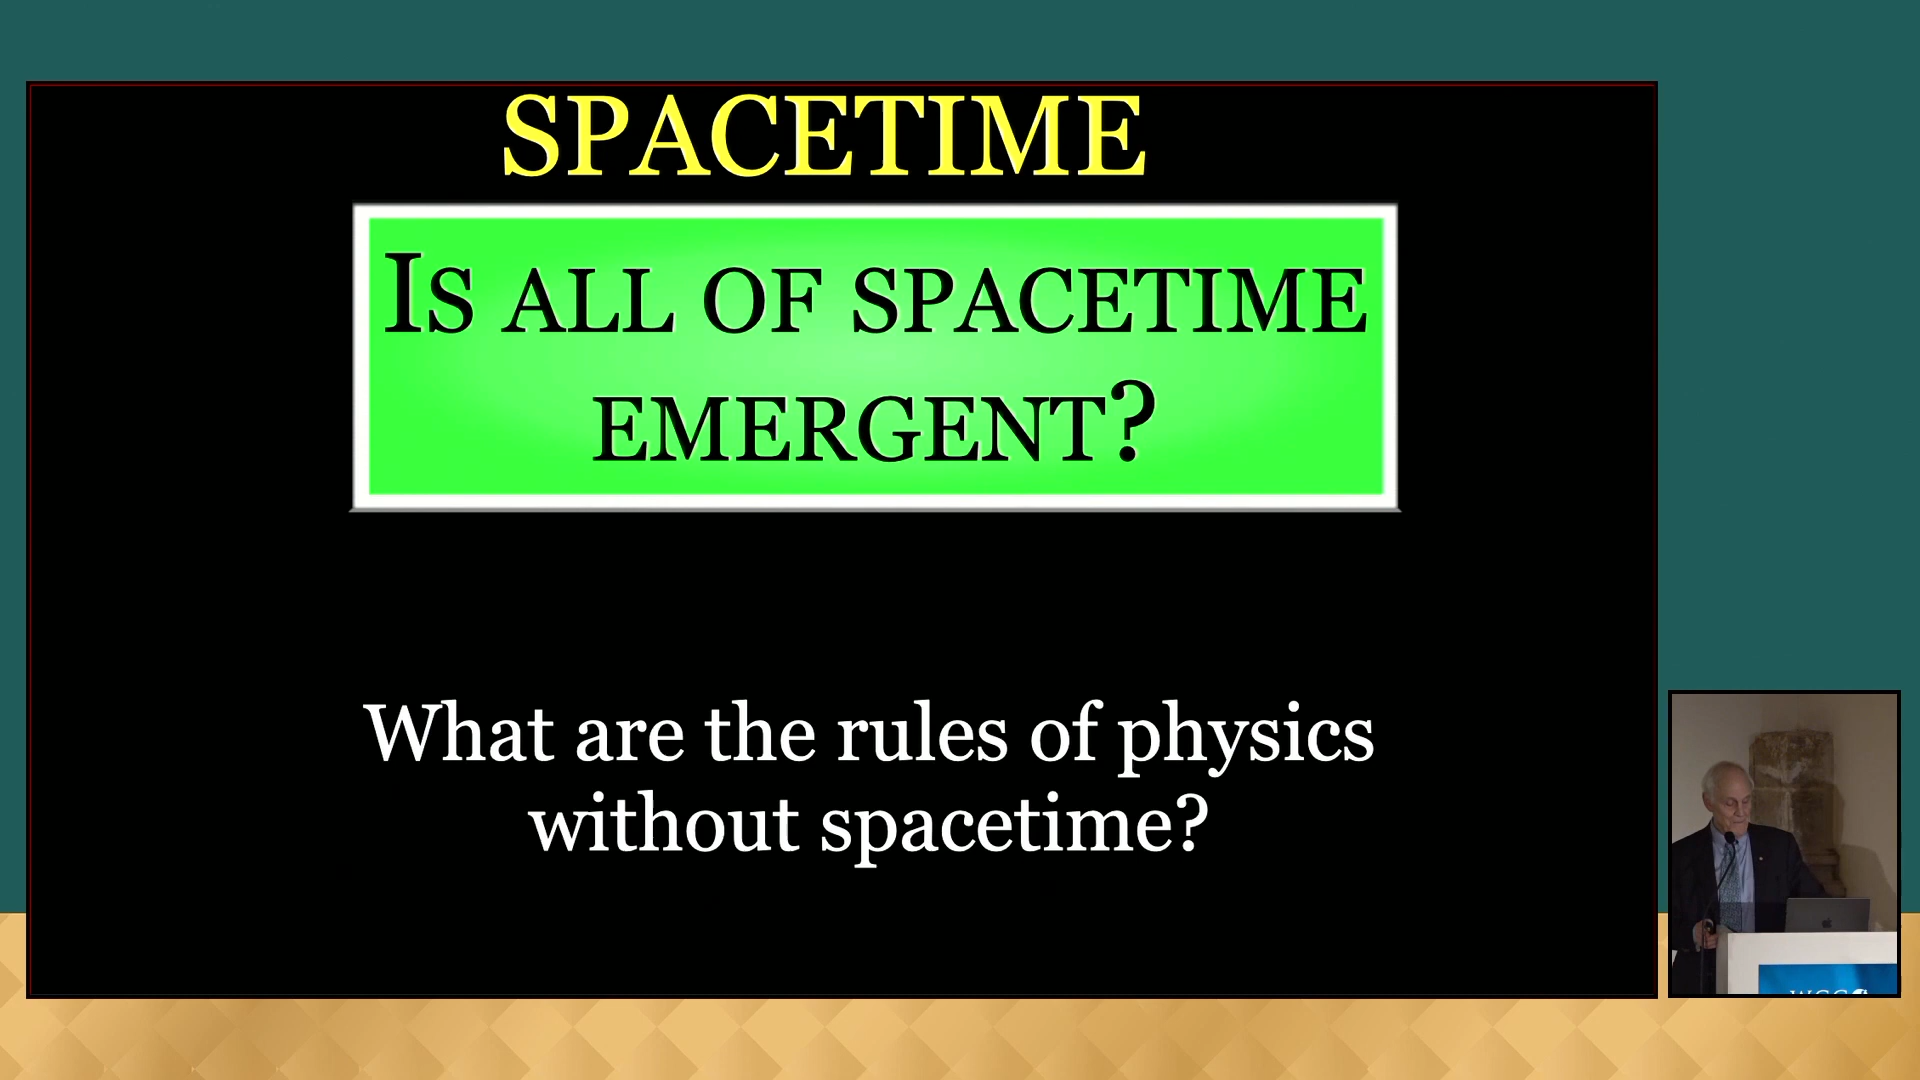 SPACETIME
IS ALL OF SPACETIME
EMERGENT?
What are the rules of physics
without spacetime?